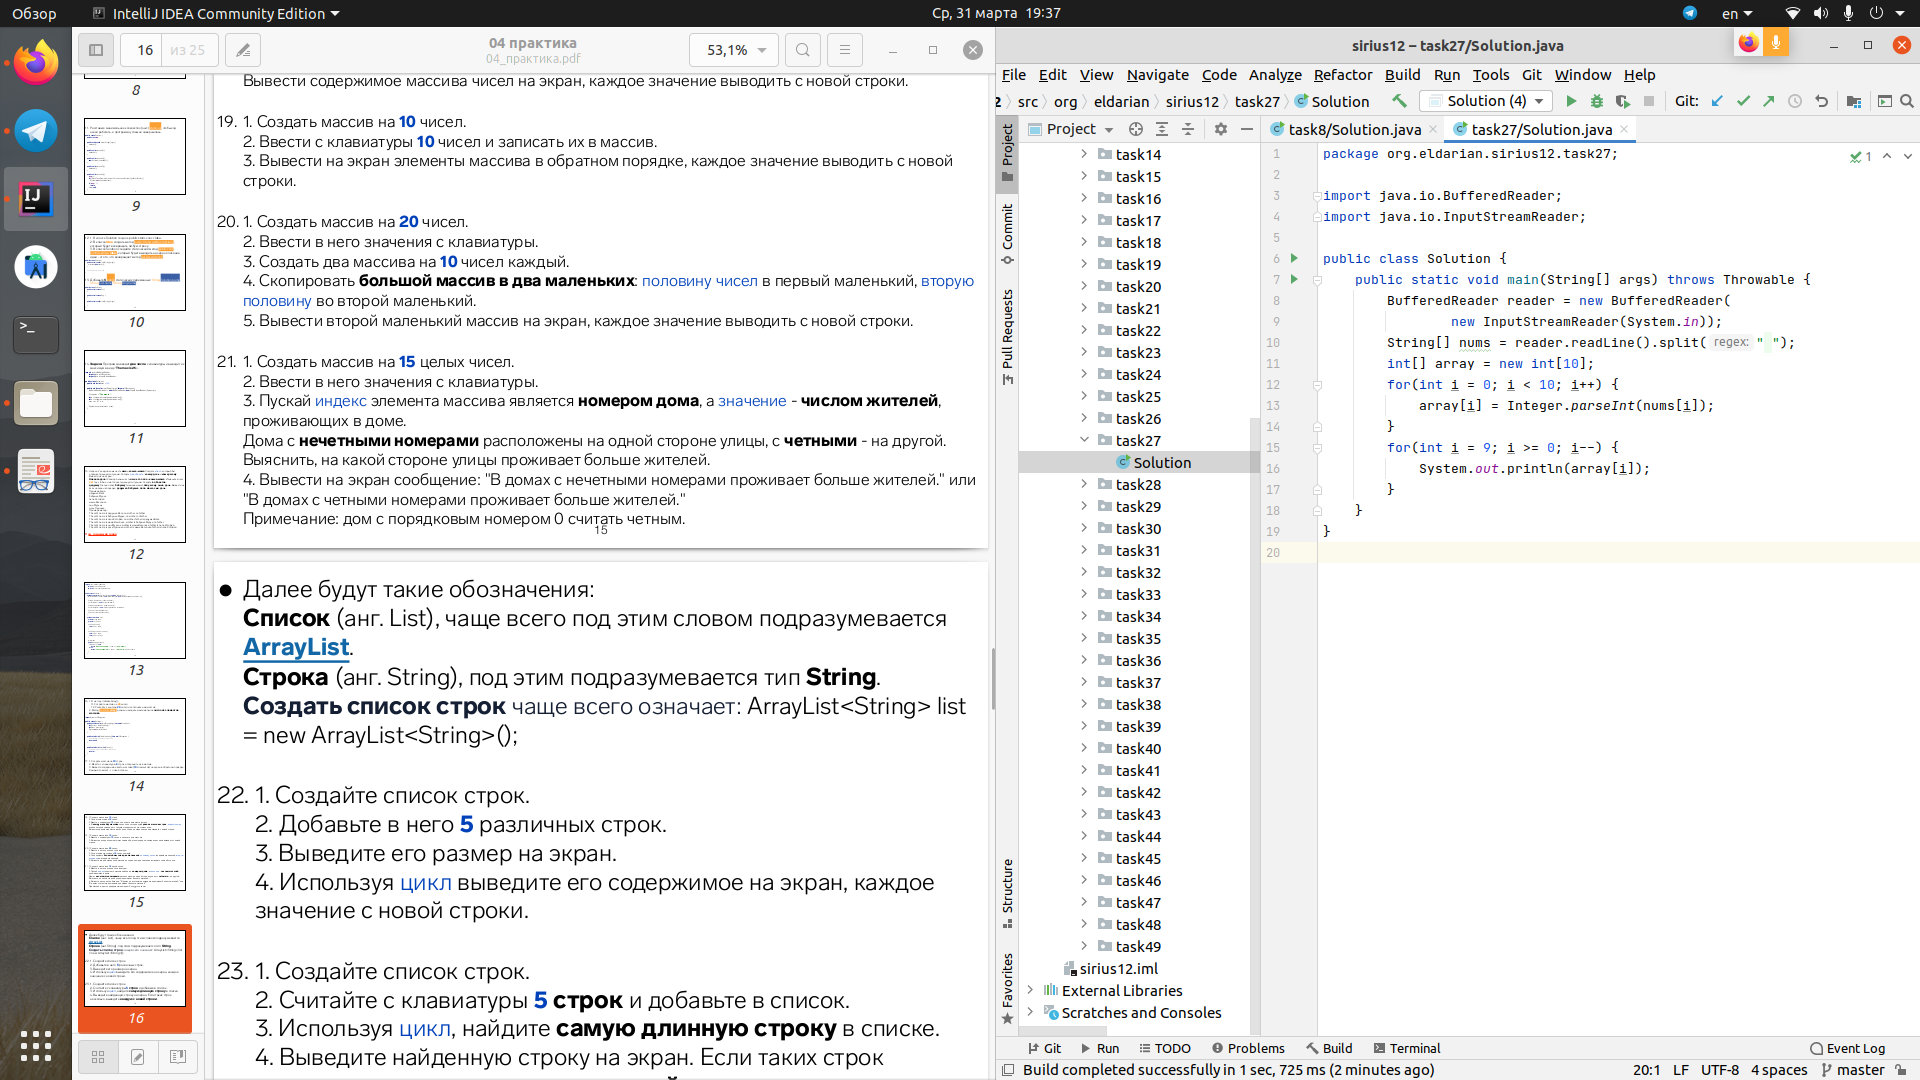 Обзор
IntelliJ IDEA Community Edition
Ср, 31 марта 19:37
en
16
из 25
04 практика
04_практика.pdf
53,1%
8
9
10
11
12
13
14
15
16
Вывести содержимое массива чисел на экран, каждое значение выводить с новой строки.
19. 1. Создать массив на 10 чисел.
2. Ввести с клавиатуры 10 чисел и записать их в массив.
3. Вывести на экран элементы массива в обратном порядке, каждое значение выводить с новой
строки.
20. 1. Создать массив на 20 чисел.
2. Ввести в него значения с клавиатуры.
3. Создать два массива на 10 чисел каждый.
4. Скопировать большой массив в два маленьких: половину чисел в первый маленький, вторую
половину во второй маленький.
5. Вывести второй маленький массив на экран, каждое значение выводить с новой строки.
21. 1. Создать массив на 15 целых чисел.
2. Ввести в него значения с клавиатуры.
3. Пускай индекс элемента массива является номером дома, а значение - числом жителей,
проживающих в доме.
Дома с нечетными номерами расположены на одной стороне улицы, с четными - на другой.
Выяснить, на какой стороне улицы проживает больше жителей.
4. Вывести на экран сообщение: "В домах с нечетными номерами проживает больше жителей." или
"В домах с четными номерами проживает больше жителей."
Примечание: дом с порядковым номером 0 считать четным.
15
● Далее будут такие обозначения:
Список (анг. List), чаще всего под этим словом подразумевается
ArrayList.
Строка (анг. String), под этим подразумевается тип String.
Создать список строк чаще всего означает: ArrayList<String> list
= new ArrayList<String>();
22. 1. Создайте список строк.
2. Добавьте в него 5 различных строк.
3. Выведите его размер на экран.
4. Используя цикл выведите его содержимое на экран, каждое
значение с новой строки.
23. 1. Создайте список строк.
2. Считайте с клавиатуры 5 строк и добавьте в список.
3. Используя цикл, найдите самую длинную строку в списке.
4. Выведите найденную строку на экран. Если таких строк
sirius12 – task27/Solution.java
File Edit View Navigate Code Analyze Refactor Build Run Tools Git Window Help
2 src org eldarian sirius12 task27 Solution
Solution (4)
Git:
Project
Commit
Pull Requests
Structure
Favorites
Project
task14
task15
task16
task17
task18
task19
task20
task21
task22
task23
task24
task25
task26
task27
Solution
task28
task29
task30
task31
task32
task33
task34
task35
task36
task37
task38
task39
task40
task41
task42
task43
task44
task45
task46
task47
task48
task49
sirius12.iml
External Libraries
Scratches and Consoles
task8/Solution.java
task27/Solution.java
1
1 package org.eldarian.sirius12.task27;
2
3 import java.io.BufferedReader;
4 import java.io.InputStreamReader;
5
6 public class Solution {
7 public static void main(String[] args) throws Throwable {
8 BufferedReader reader = new BufferedReader(
9 new InputStreamReader(System.in));
10 String[] nums = reader.readLine().split( regex: " ");
11 int[] array = new int[10];
12 for(int i = 0; i < 10; i++) {
13 array[i] = Integer.parseInt(nums[i]);
14 }
15 for(int i = 9; i >= 0; i--) {
16 System.out.println(array[i]);
17 }
18 }
19 }
20
Git Run TODO Problems Build Terminal
Event Log
Build completed successfully in 1 sec, 725 ms (2 minutes ago)
20:1 LF UTF-8 4 spaces master